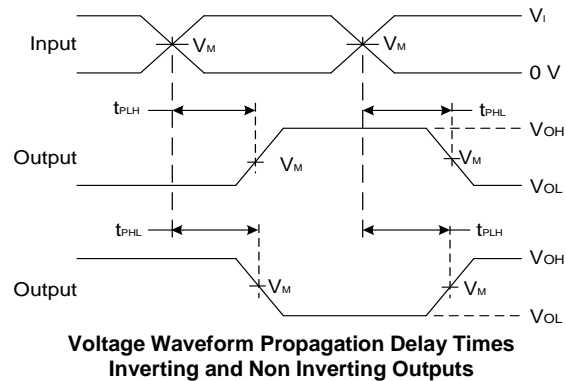 Input
VM
VM
VI
0 V
tPLH
tPHL
Output
VM
VM
VOH
VOL
tPHL
tPLH
Output
VM
VM
VOH
VOL
Voltage Waveform Propagation Delay Times
Inverting and Non Inverting Outputs